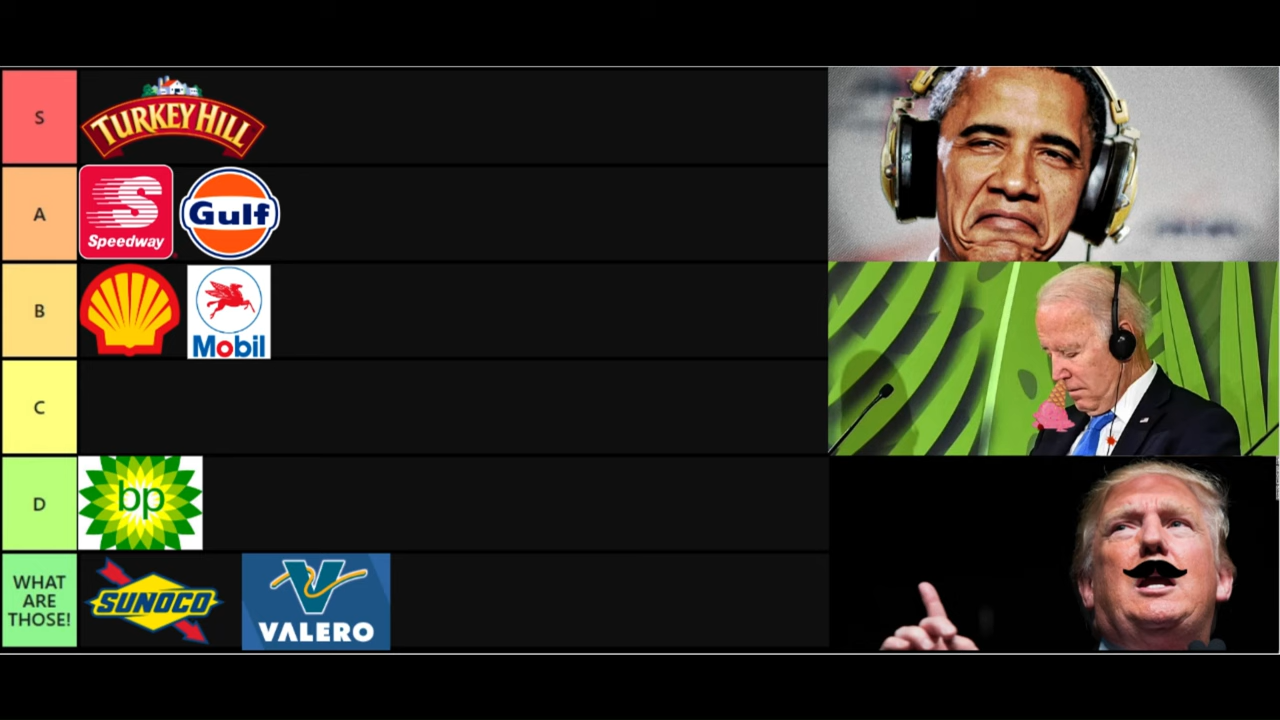 S
TURKEY HILL
A
S
Speedway
Gulf
B
Mobil
C
D
bp
WHAT
ARE
THOSE!
SUNOCO
V
VALERO